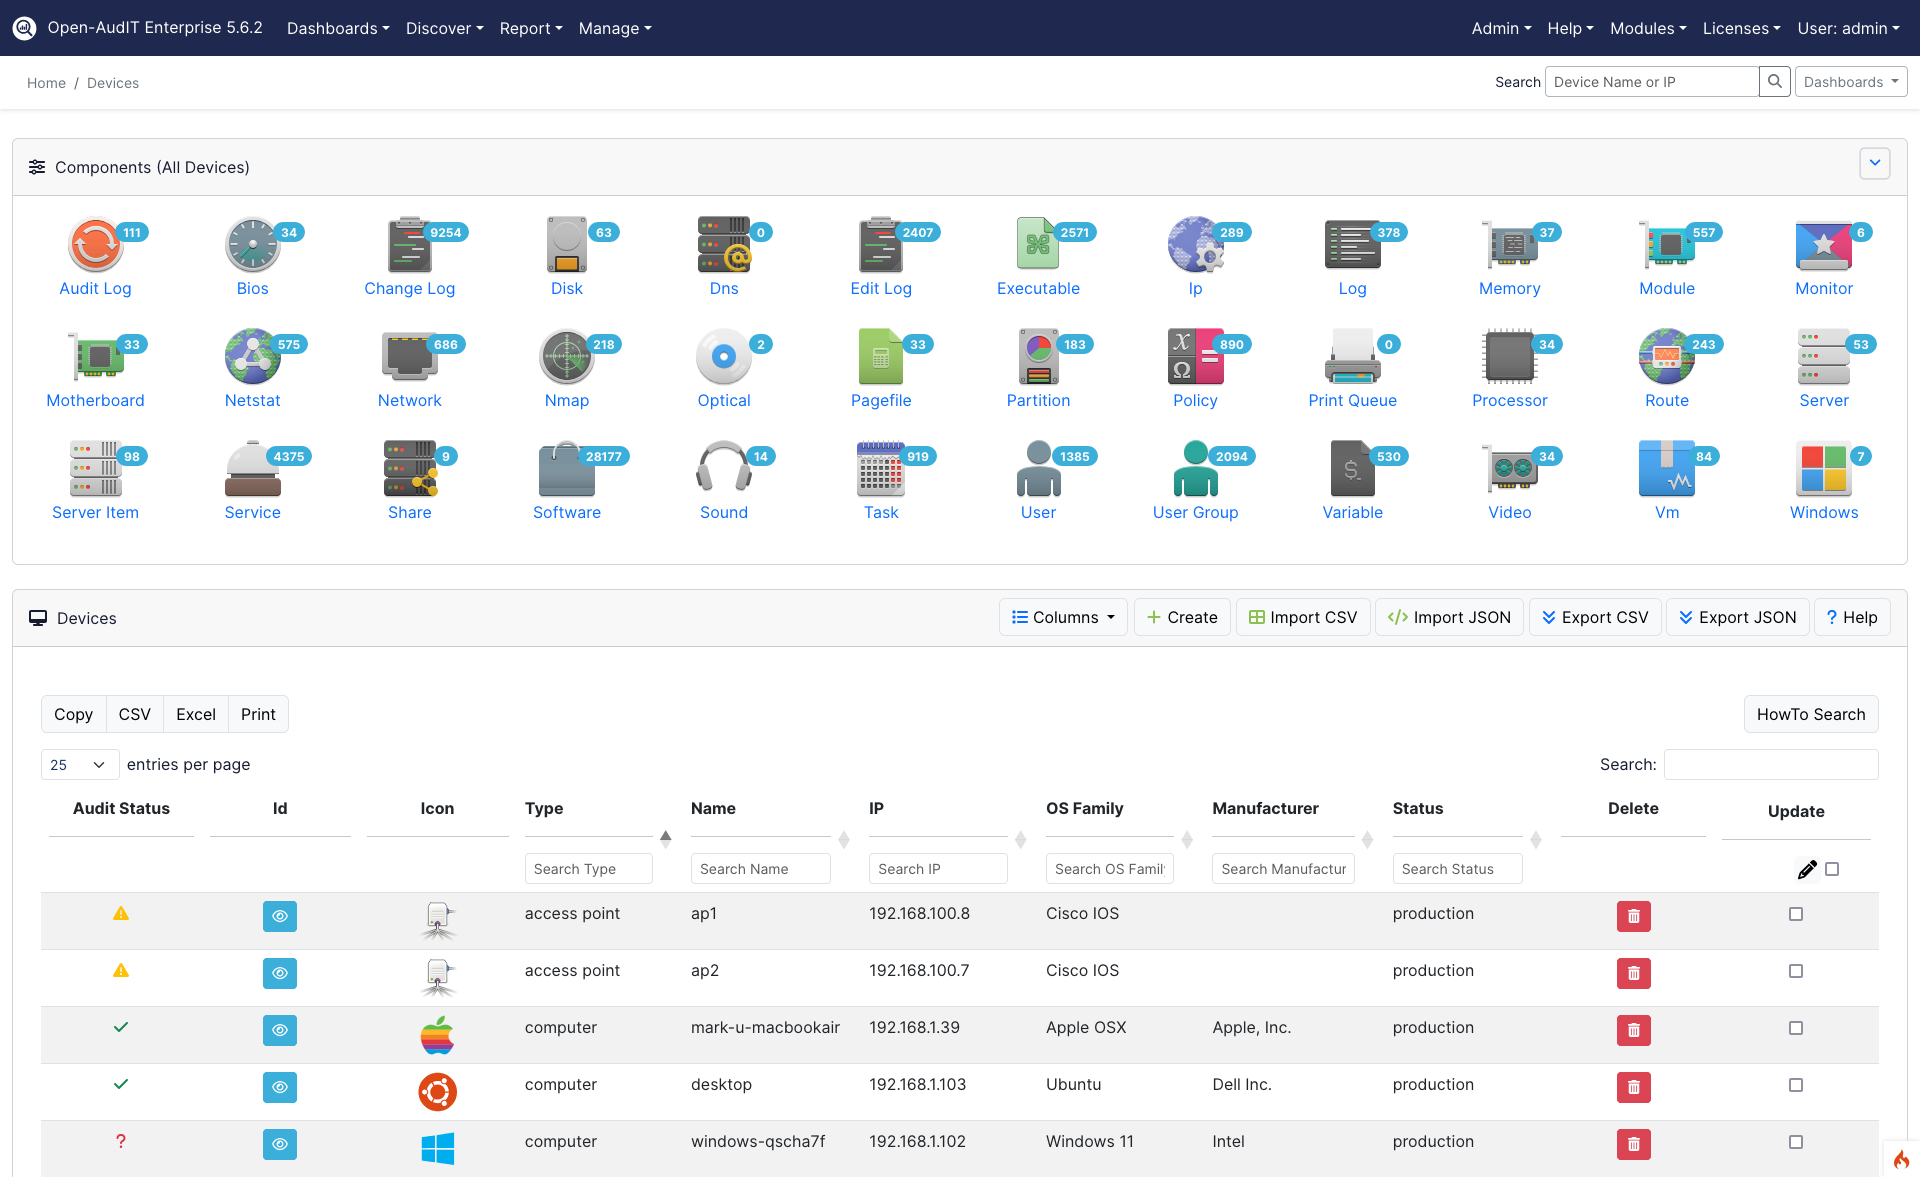 Open-AudIT Enterprise 5.6.2 Dashboards Discover Report Manage Admin Help Modules Licenses User: admin
Home / Devices Search Device Name or IP Dashboards
Components (All Devices)
111 34 9254 63 0 2407 2571 289 378 37 557 6
Audit Log Bios Change Log Disk Dns Edit Log Executable Ip Log Memory Module Monitor
33 575 686 218 2 33 183 890 0 34 243 53
Motherboard Netstat Network Nmap Optical Pagefile Partition Policy Print Queue Processor Route Server
98 4375 9 28177 14 919 1385 2094 530 34 84 7
Server Item Service Share Software Sound Task User User Group Variable Video Vm Windows
Devices Columns Create Import CSV Import JSON Export CSV Export JSON ? Help
Copy CSV Excel Print HowTo Search
25 entries per page Search:
Audit Status Id Icon Type Name IP OS Family Manufacturer Status Delete Update
Search Type Search Name Search IP Search OS Famil Search Manufactur Search Status
access point ap1 192.168.100.8 Cisco IOS production
access point ap2 192.168.100.7 Cisco IOS production
computer mark-u-macbookair 192.168.1.39 Apple OSX Apple, Inc. production
computer desktop 192.168.1.103 Ubuntu Dell Inc. production
? computer windows-qscha7f 192.168.1.102 Windows 11 Intel production